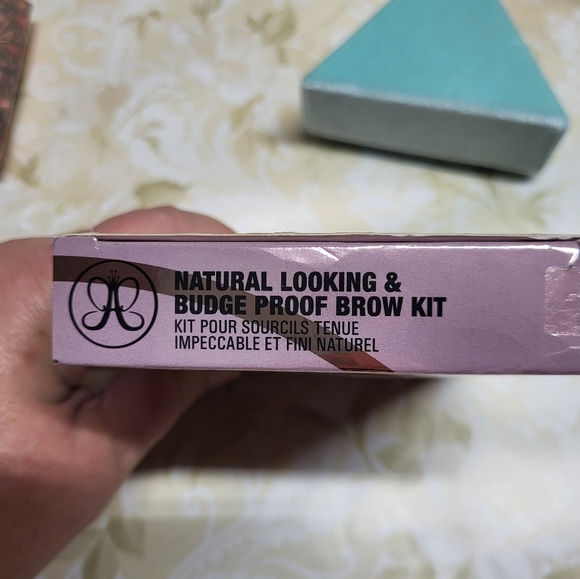 NATURAL LOOKING &
BUDGE PROOF BROW KIT
KIT POUR SOURCILS TENUE
IMPECCABLE ET FINI NATUREL